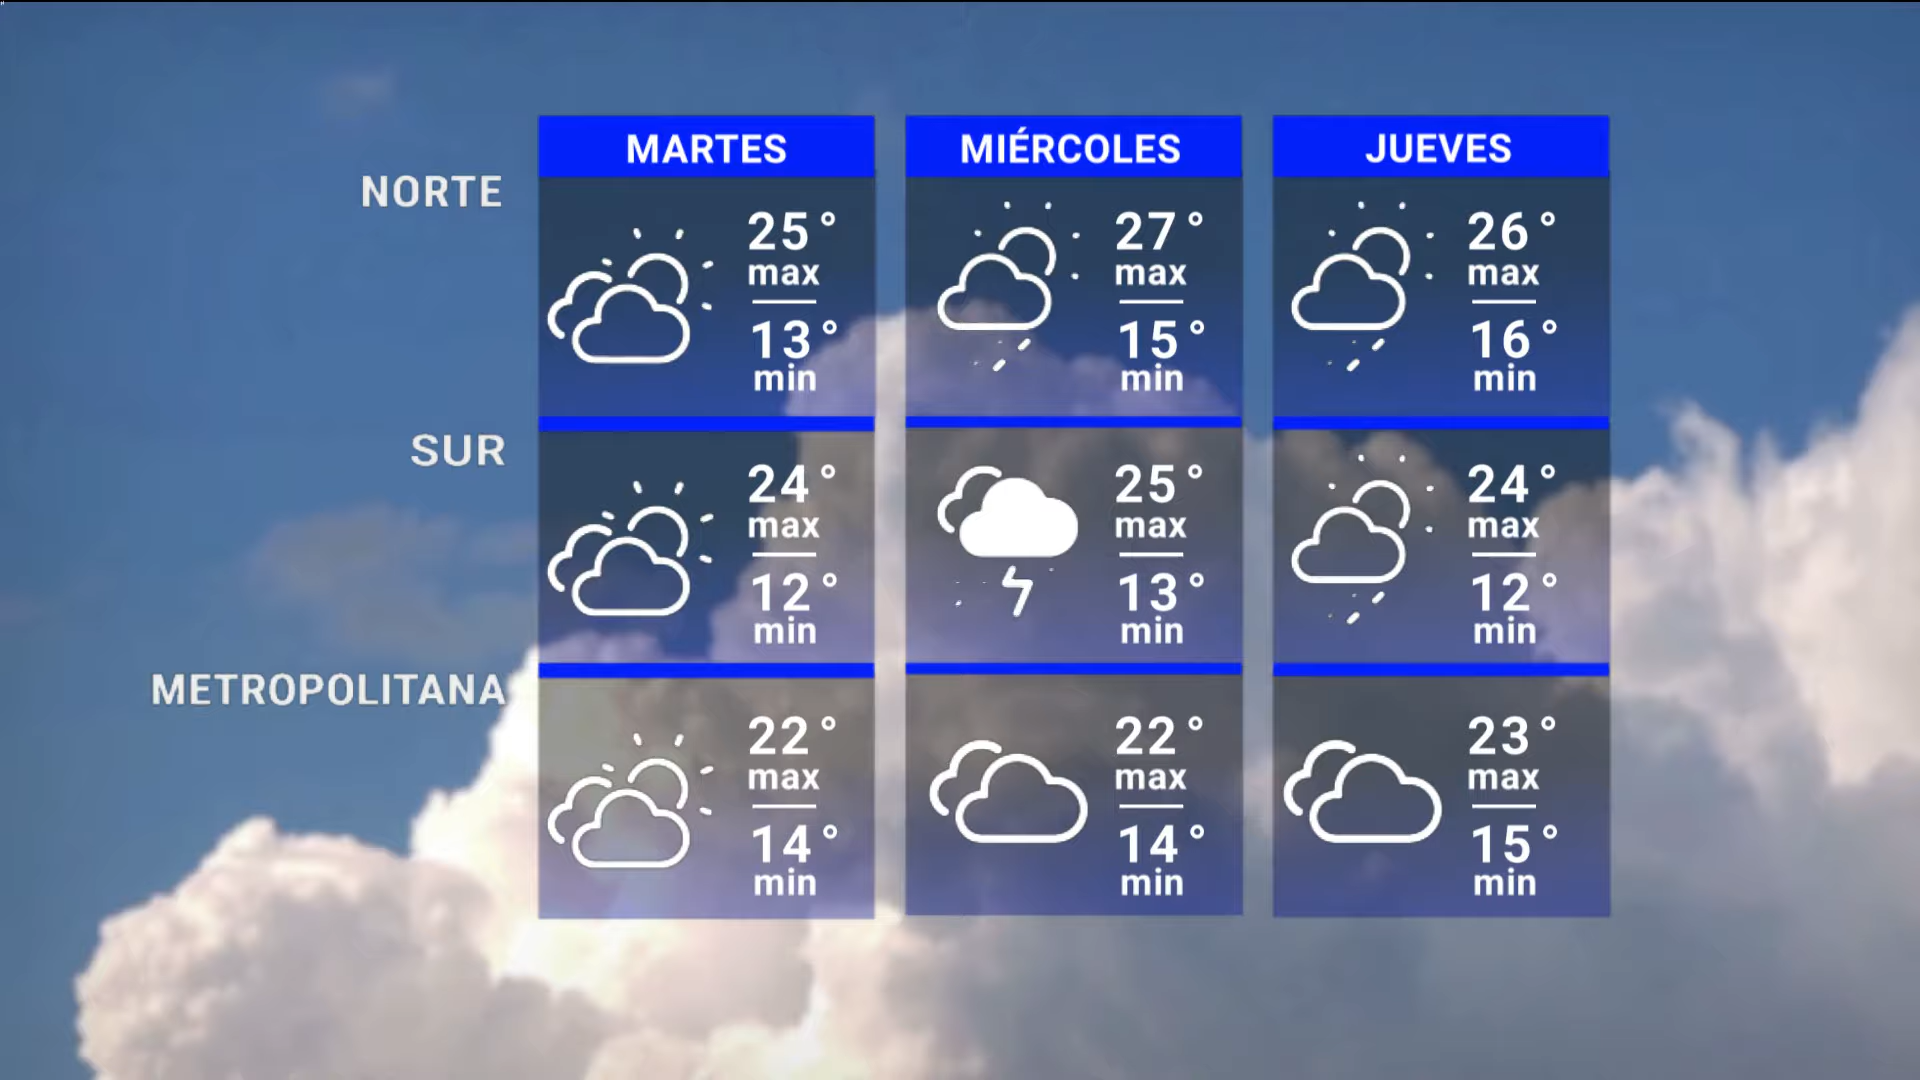 MARTES
MIÉRCOLES
JUEVES
NORTE
25°
max
13°
min
27°
max
15°
min
26°
max
16°
min
SUR
24°
max
12°
min
25°
max
13°
min
24°
max
12°
min
METROPOLITANA
22°
max
14°
min
22°
max
14°
min
23°
max
15°
min